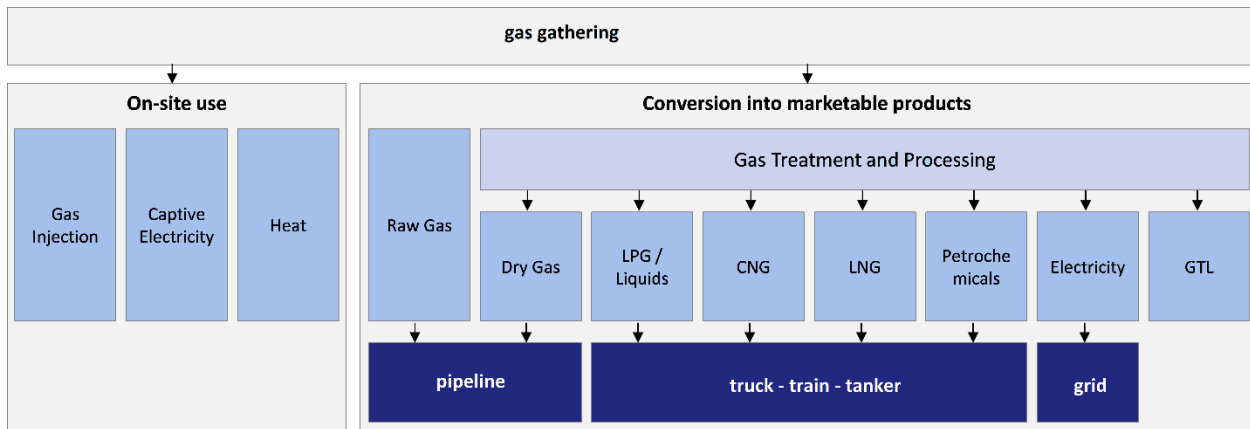 gas gathering
On-site use
Conversion into marketable products
Gas
Injection
Captive
Electricity
Heat
Raw Gas
Gas Treatment and Processing
Dry Gas
LPG /
Liquids
CNG
LNG
Petroche
micals
Electricity
GTL
pipeline
truck - train - tanker
grid